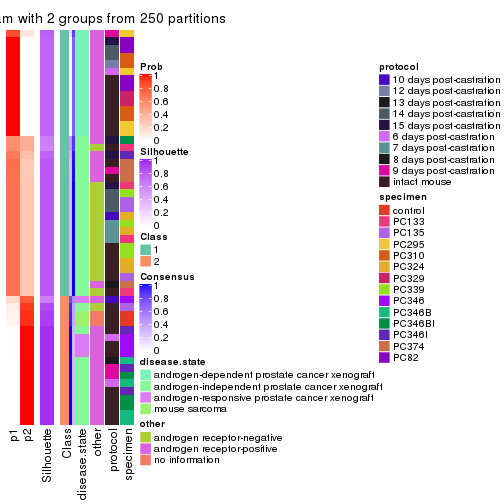 am with 2 groups from 250 partitions
p1
p2
Silhouette
Class
disease.state
other
protocol
specimen
Prob
1
0.8
0.6
0.4
0.2
0
Silhouette
1
0.8
0.6
0.4
0.2
0
Class
1
2
Consensus
1
0.8
0.6
0.4
0.2
0
disease.state
androgen-dependent prostate cancer xenograft
androgen-independent prostate cancer xenograft
androgen-responsive prostate cancer xenograft
mouse sarcoma
other
androgen receptor-negative
androgen receptor-positive
no information
protocol
10 days post-castration
12 days post-castration
13 days post-castration
14 days post-castration
15 days post-castration
6 days post-castration
7 days post-castration
8 days post-castration
9 days post-castration
intact mouse
specimen
control
PC133
PC135
PC295
PC310
PC324
PC329
PC339
PC346
PC346B
PC346BI
PC346I
PC374
PC82